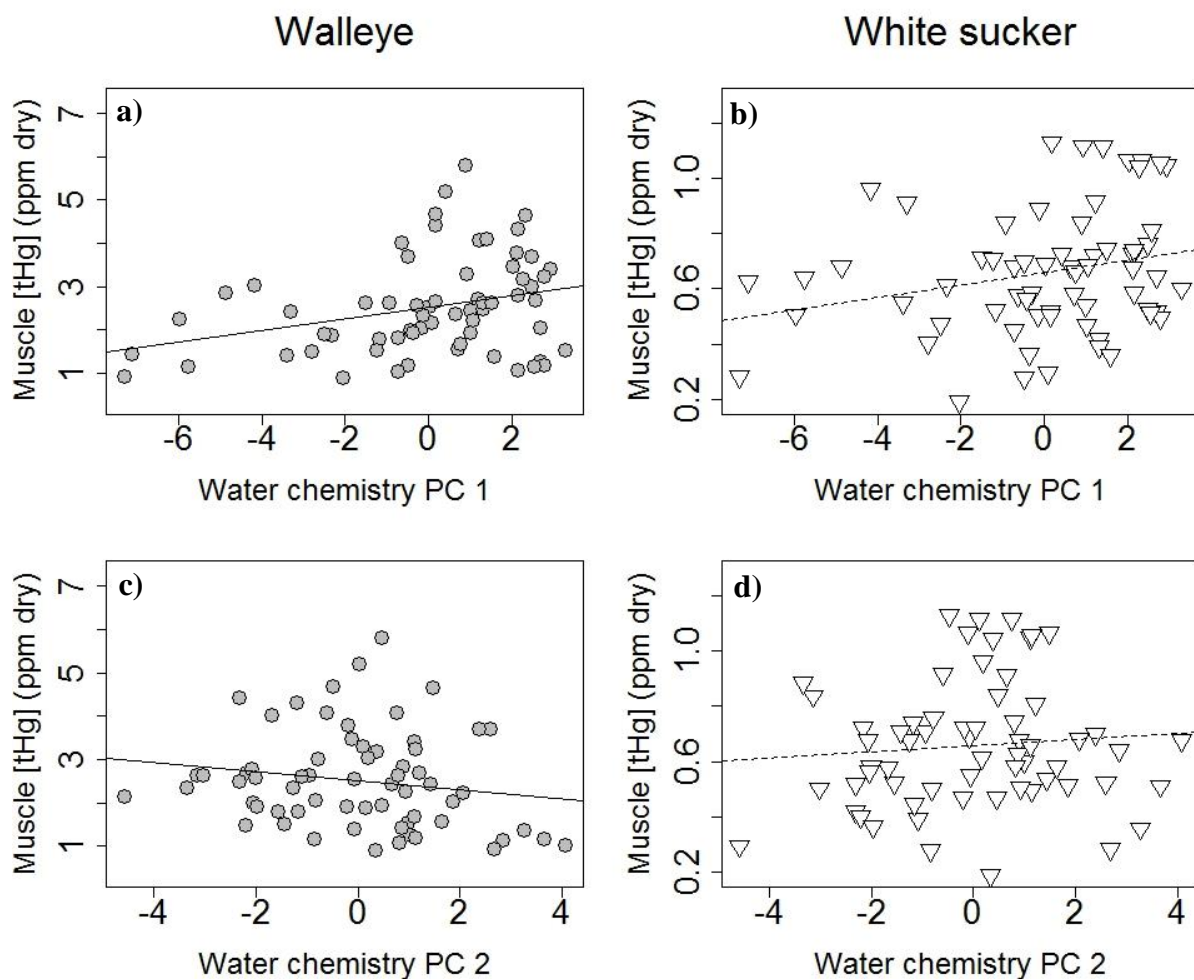 Walleye
White sucker
a)
Muscle [tHg] (ppm dry)
7
5
3
1
-6
-4
-2
0
2
Water chemistry PC 1
b)
Muscle [tHg] (ppm dry)
1.0
0.6
0.2
-6
-4
-2
0
2
Water chemistry PC 1
c)
Muscle [tHg] (ppm dry)
7
5
3
1
-4
-2
0
2
4
Water chemistry PC 2
d)
Muscle [tHg] (ppm dry)
1.0
0.6
0.2
-4
-2
0
2
4
Water chemistry PC 2